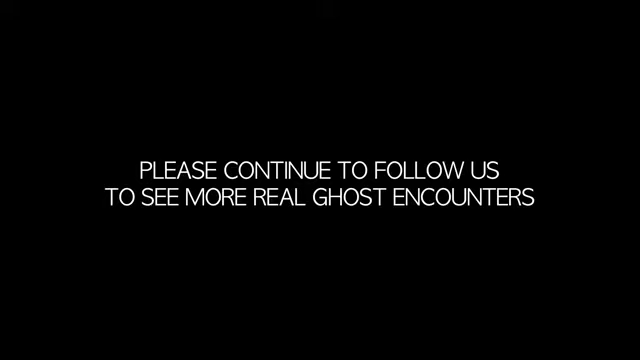 PLEASE CONTINUE TO FOLLOW US
TO SEE MORE REAL GHOST ENCOUNTERS